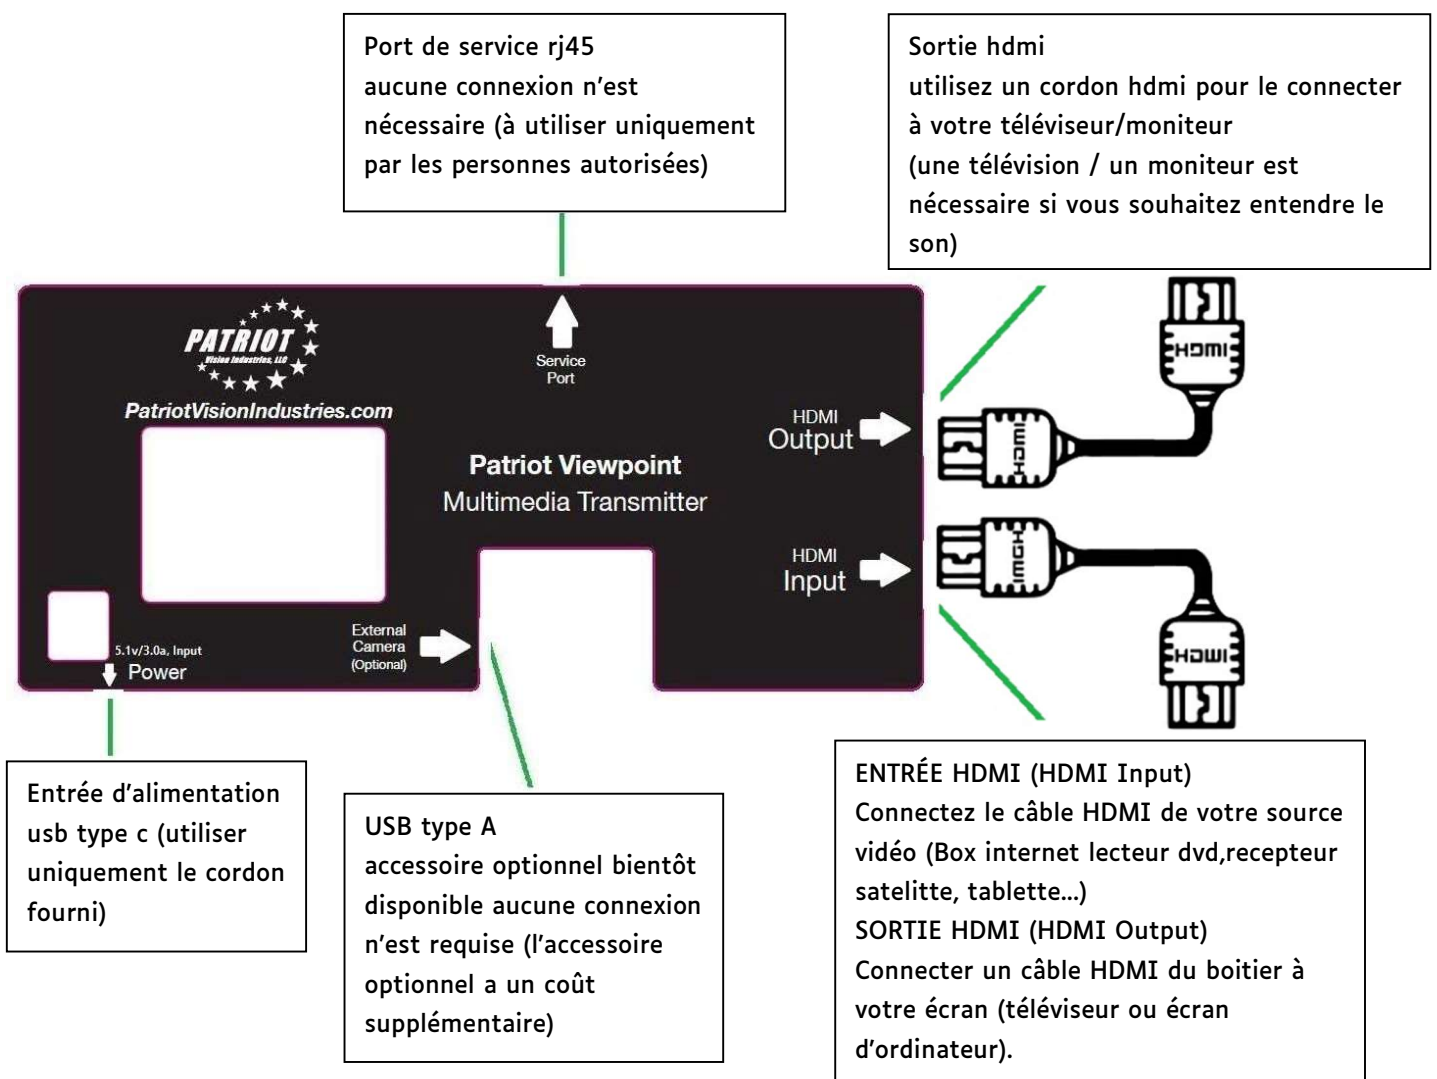 Port de service rj45
aucune connexion n'est
nécessaire (à utiliser uniquement
par les personnes autorisées)
Sortie hdmi
utilisez un cordon hdmi pour le connecter
à votre téléviseur/moniteur
(une télévision / un moniteur est
nécessaire si vous souhaitez entendre le
son)
PATRIOT
Vision Industries, LLC
PatriotVisionIndustries.com
Service
Port
HDMI
Output
Patriot Viewpoint
Multimedia Transmitter
HDMI
Input
External
Camera
(Optional)
5.1v/3.0a, Input
Power
HDMI
HDMI
HDMI
HDMI
Entrée d'alimentation
usb type c (utiliser
uniquement le cordon
fourni)
USB type A
accessoire optionnel bientôt
disponible aucune connexion
n'est requise (l'accessoire
optionnel a un coût
supplémentaire)
ENTRÉE HDMI (HDMI Input)
Connectez le câble HDMI de votre source
vidéo (Box internet lecteur dvd,recepteur
satelitte, tablette...)
SORTIE HDMI (HDMI Output)
Connecter un câble HDMI du boitier à
votre écran (téléviseur ou écran
d'ordinateur).